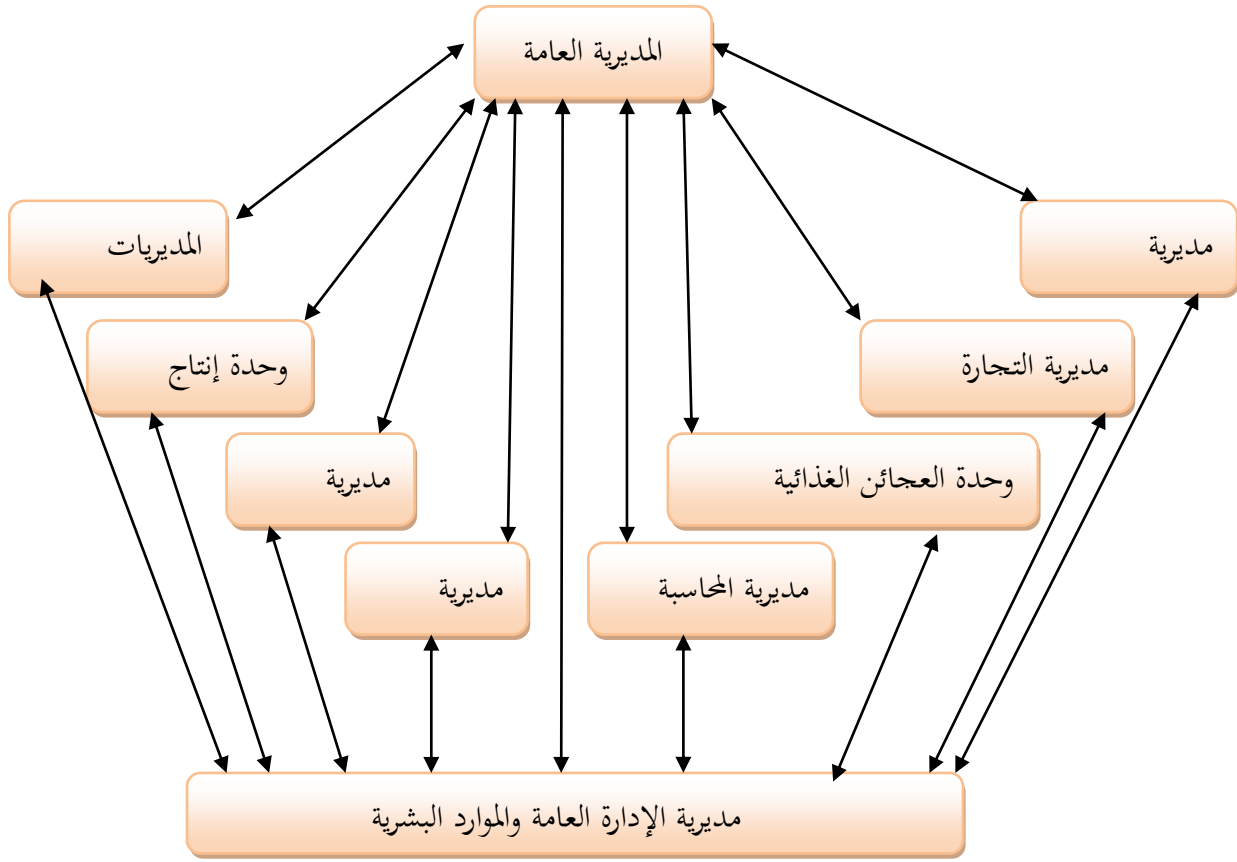 المديرية العامة
مديرية
المديريات
مديرية التجارة
وحدة إنتاج
وحدة العجائن الغذائية
مديرية
مديرية المحاسبة
مديرية
مديرية الإدارة العامة والموارد البشرية